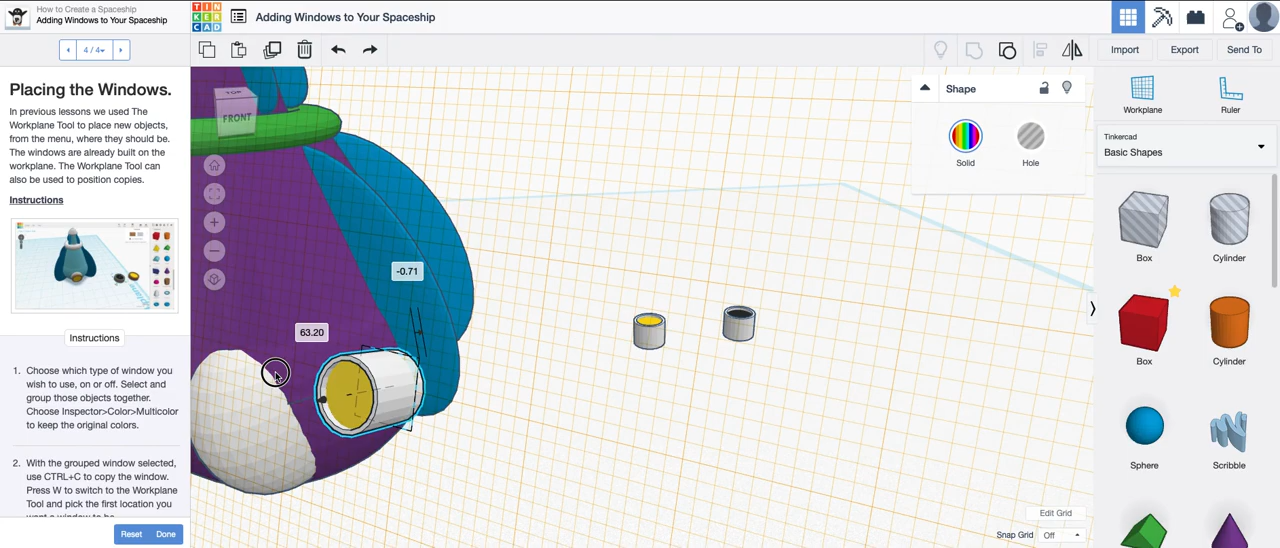 How to Create a Spaceship
Adding Windows to Your Spaceship
4 / 4
TIN
KER
CAD
Adding Windows to Your Spaceship
Import
Export
Send To
Placing the Windows.
In previous lessons we used The
Workplane Tool to place new objects,
from the menu, where they should be.
The windows are already built on the
workplane. The Workplane Tool can
also be used to position copies.
Instructions
Instructions
1. Choose which type of window you
wish to use, on or off. Select and
group those objects together.
Choose Inspector>Color>Multicolor
to keep the original colors.
2. With the grouped window selected,
use CTRL+C to copy the window.
Press W to switch to the Workplane
Tool and pick the first location you
want a window to be
Reset
Done
TOP
FRONT
-0.71
63.20
Shape
Solid
Hole
Edit Grid
Snap Grid
Off
Workplane
Ruler
Tinkercad
Basic Shapes
Box
Cylinder
Box
Cylinder
Sphere
Scribble